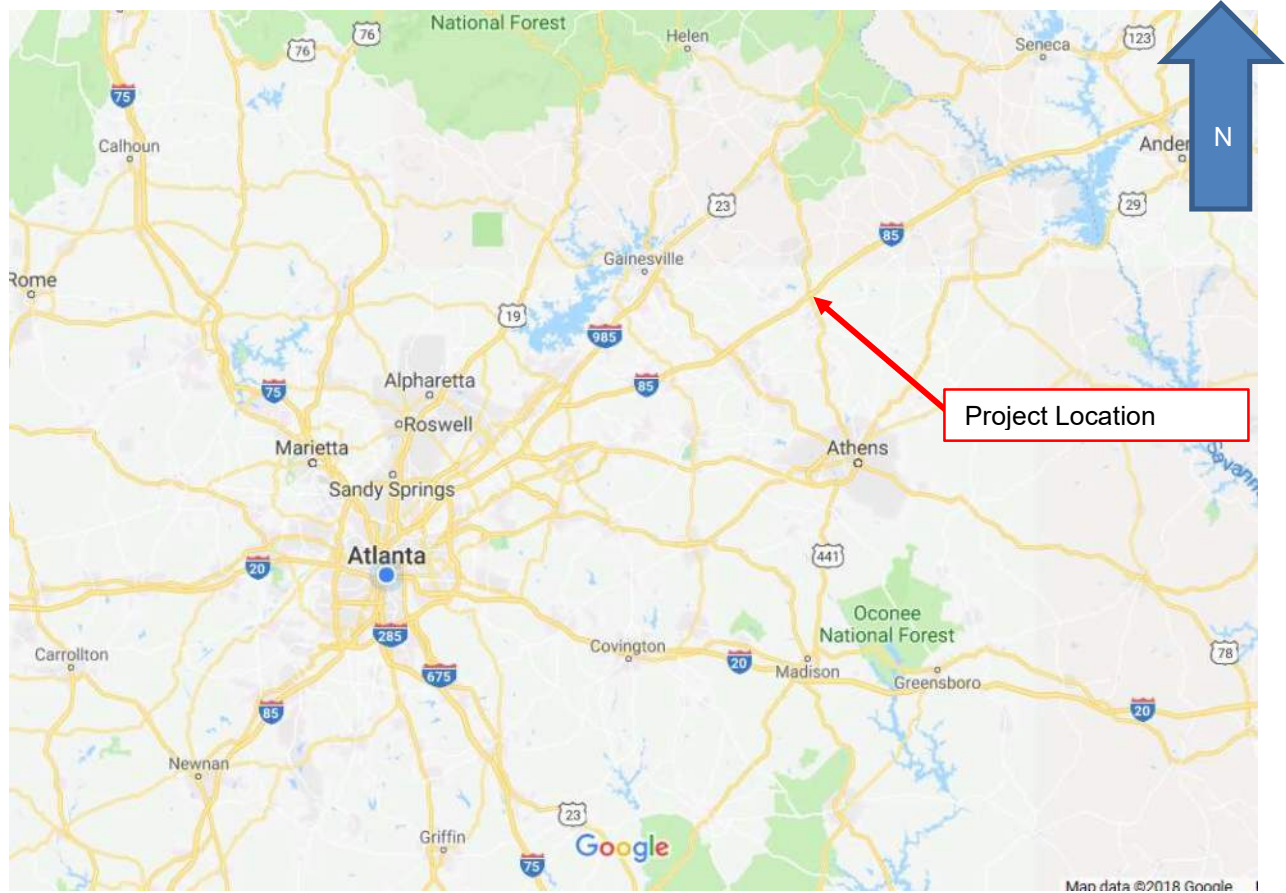 National Forest
Helen
76
76
Seneca
123
75
Calhoun
N
Ander
29
23
85
Gainesville
Rome
19
985
Alpharetta
85
75
Roswell
Project Location
Marietta
Athens
Sandy Springs
Savann
Atlanta
20
441
Oconee
National Forest
285
Covington
Carrollton
20
Madison
78
675
Greensboro
85
20
Newnan
23
Griffin
Google
75
Map data ©2018 Google